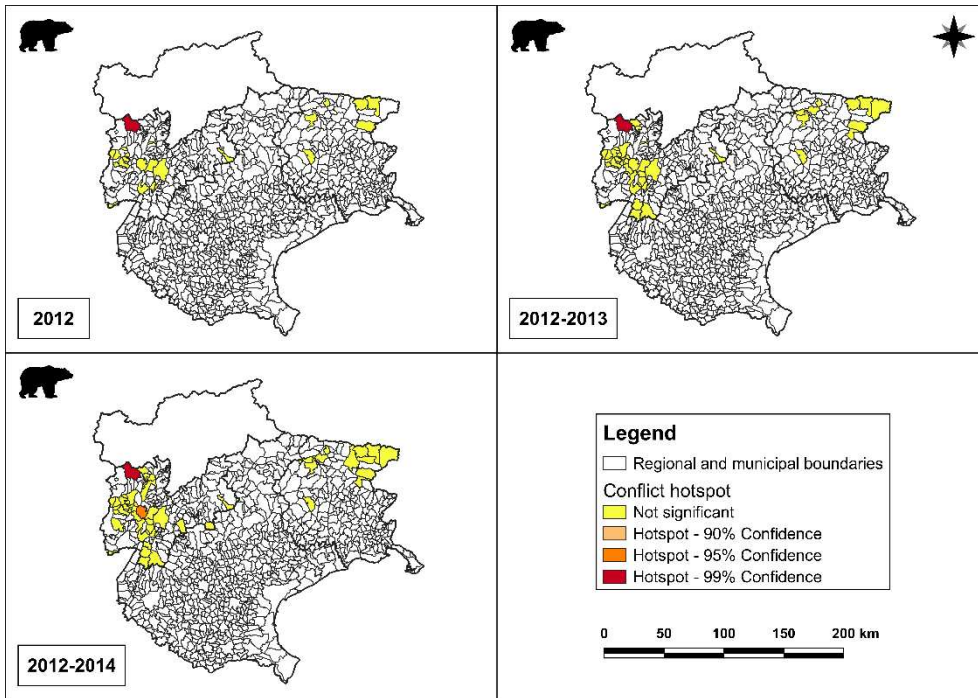 2012
2012-2013
2012-2014
Legend
Regional and municipal boundaries
Conflict hotspot
Not significant
Hotspot - 90% Confidence
Hotspot - 95% Confidence
Hotspot - 99% Confidence
0 50 100 150 200 km